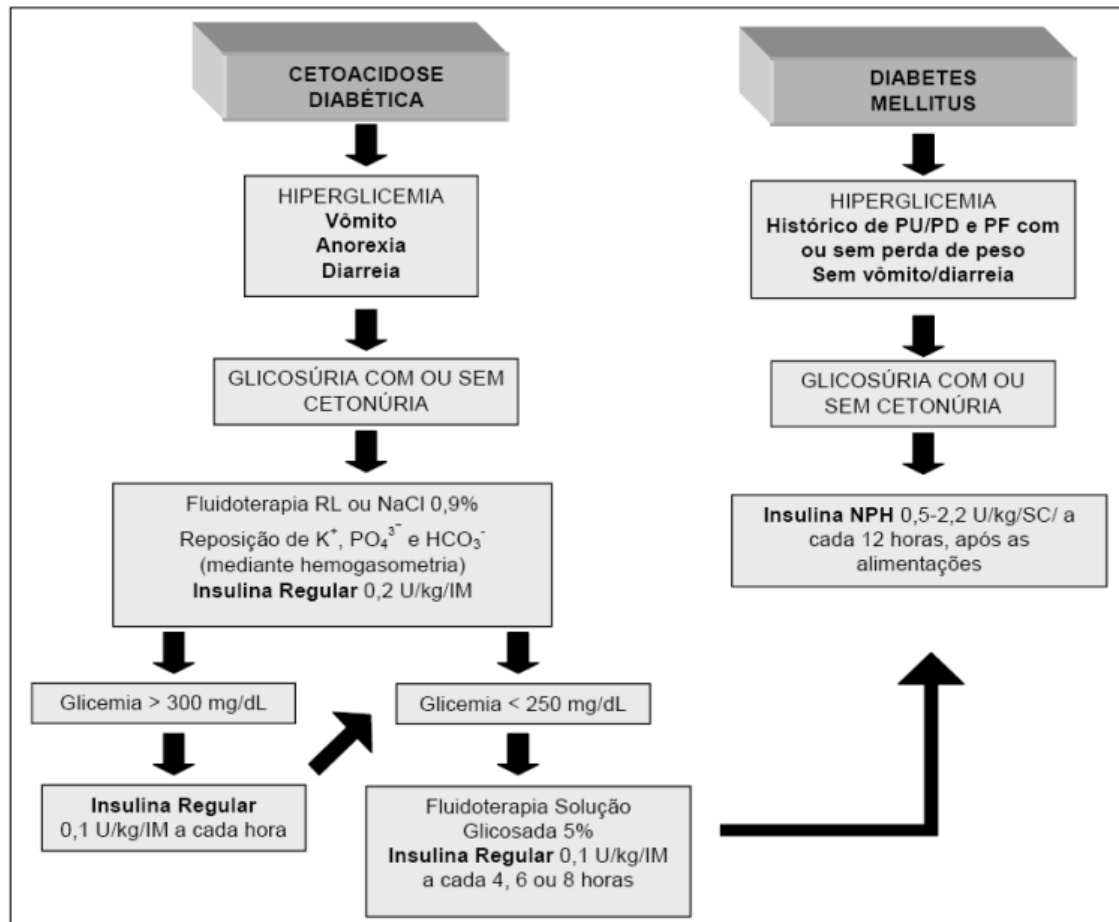 CETOACIDOSE
DIABÉTICA
HIPERGLICEMIA
Vômito
Anorexia
Diarreia
GLICOSÚRIA COM OU SEM
CETONÚRIA
Fluidoterapia RL ou NaCl 0,9%
Reposição de K⁺, PO₄³⁻ e HCO₃⁻
(mediante hemogasometria)
Insulina Regular 0,2 U/kg/IM
Glicemia > 300 mg/dL
Insulina Regular
0,1 U/kg/IM a cada hora
Glicemia < 250 mg/dL
Fluidoterapia Solução
Glicosada 5%
Insulina Regular 0,1 U/kg/IM
a cada 4, 6 ou 8 horas
DIABETES
MELLITUS
HIPERGLICEMIA
Histórico de PU/PD e PF com
ou sem perda de peso
Sem vômito/diarreia
GLICOSÚRIA COM OU
SEM CETONÚRIA
Insulina NPH 0,5-2,2 U/kg/SC/ a
cada 12 horas, após as
alimentações